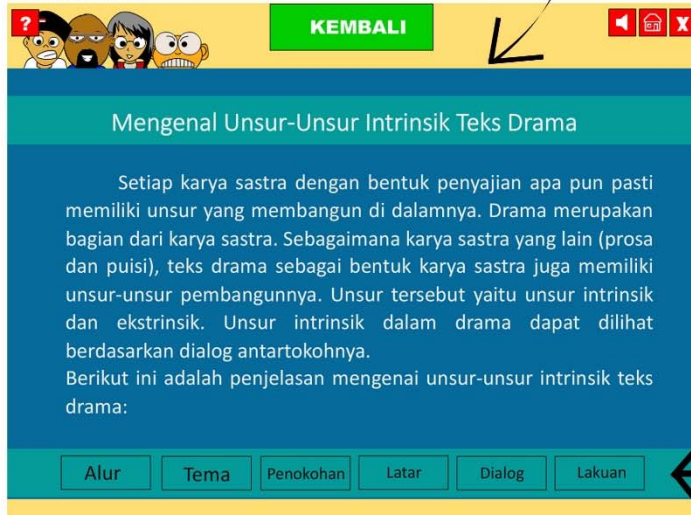 ?
KEMBALI
X
Mengenal Unsur-Unsur Intrinsik Teks Drama
Setiap karya sastra dengan bentuk penyajian apa pun pasti
memiliki unsur yang membangun di dalamnya. Drama merupakan
bagian dari karya sastra. Sebagaimana karya sastra yang lain (prosa
dan puisi), teks drama sebagai bentuk karya sastra juga memiliki
unsur-unsur pembangunnya. Unsur tersebut yaitu unsur intrinsik
dan ekstrinsik. Unsur intrinsik dalam drama dapat dilihat
berdasarkan dialog antartokohnya.
Berikut ini adalah penjelasan mengenai unsur-unsur intrinsik teks
drama:
Alur Tema Penokohan Latar Dialog Lakuan